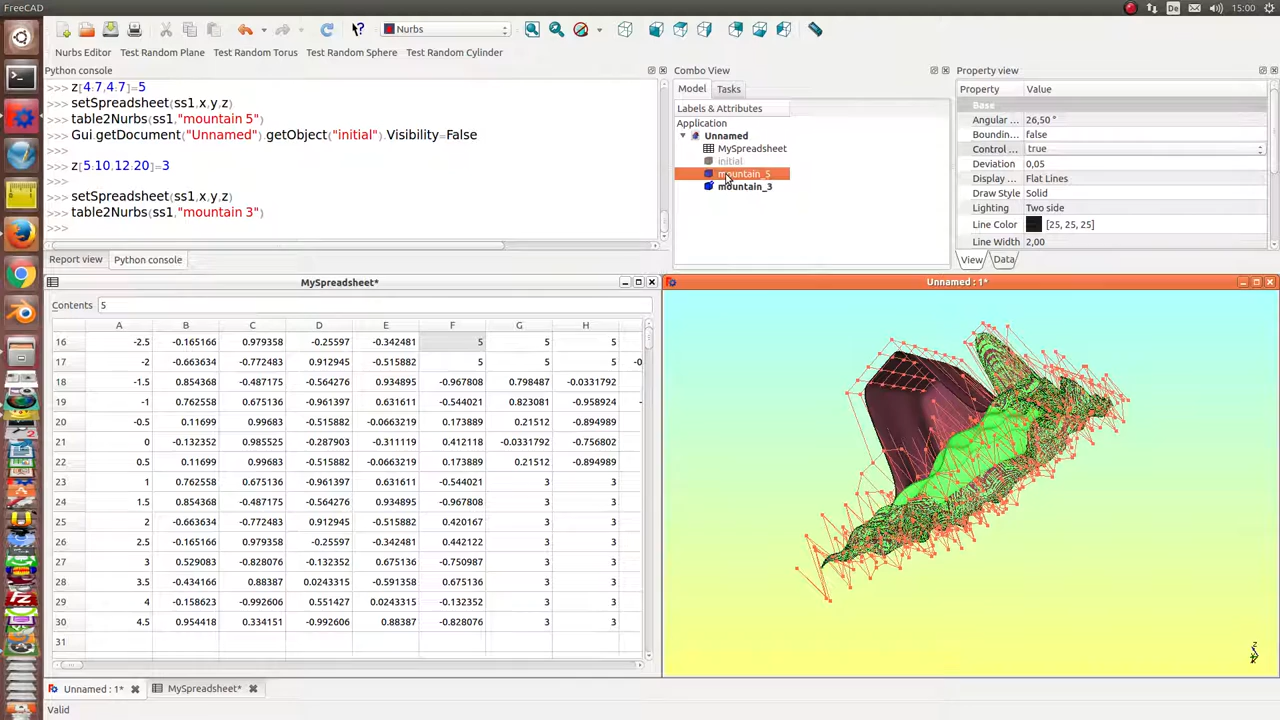 FreeCAD
De
15:00
Nurbs
Nurbs Editor Test Random Plane Test Random Torus Test Random Sphere Test Random Cylinder
Python console
>>> z[4:7,4:7]=5
>>> setSpreadsheet(ss1,x,y,z)
>>> table2Nurbs(ss1,"mountain 5")
>>> Gui.getDocument("Unnamed").getObject("initial").Visibility=False
>>>
>>> z[5:10,12:20]=3
>>>
>>> setSpreadsheet(ss1,x,y,z)
>>> table2Nurbs(ss1,"mountain 3")
>>>
Report view Python console
Combo View
Model Tasks
Labels & Attributes
Application
Unnamed
MySpreadsheet
initial
mountain_5
mountain_3
Property view
Property Value
Base
Angular ... 26,50 °
Boundin... false
Control ... true
Deviation 0,05
Display ... Flat Lines
Draw Style Solid
Lighting Two side
Line Color [25, 25, 25]
Line Width 2,00
View Data
MySpreadsheet*
Contents 5
A B C D E F G H
16 -2.5 -0.165166 0.979358 -0.25597 -0.342481 5 5 5
17 -2 -0.663634 -0.772483 0.912945 -0.515882 5 5 5 -0
18 -1.5 0.854368 -0.487175 -0.564276 0.934895 -0.967808 0.798487 -0.0331792
19 -1 0.762558 0.675136 -0.961397 0.631611 -0.544021 0.823081 -0.958924 -
20 -0.5 0.11699 0.99683 -0.515882 -0.0663219 0.173889 0.21512 -0.894989
21 0 -0.132352 0.985525 -0.287903 -0.311119 0.412118 -0.0331792 -0.756802
22 0.5 0.11699 0.99683 -0.515882 -0.0663219 0.173889 0.21512 -0.894989
23 1 0.762558 0.675136 -0.961397 0.631611 -0.544021 3 3
24 1.5 0.854368 -0.487175 -0.564276 0.934895 -0.967808 3 3
25 2 -0.663634 -0.772483 0.912945 -0.515882 0.420167 3 3
26 2.5 -0.165166 0.979358 -0.25597 -0.342481 0.442122 3 3
27 3 0.529083 -0.828076 -0.132352 0.675136 -0.750987 3 3
28 3.5 -0.434166 0.88387 0.0243315 -0.591358 0.675136 3 3
29 4 -0.158623 -0.992606 0.551427 0.0243315 -0.132352 3 3
30 4.5 0.954418 0.334151 -0.992606 0.88387 -0.828076 3 3
31
Unnamed : 1*
Unnamed : 1* MySpreadsheet*
Valid